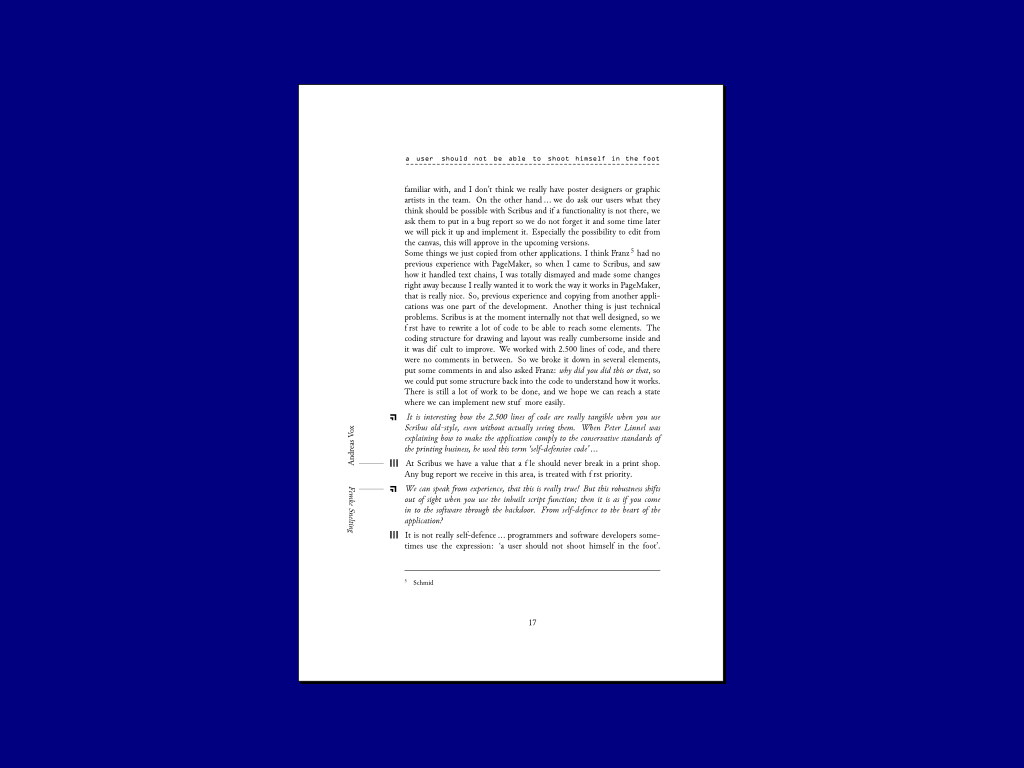 a user should not be able to shoot himself in the foot
familiar with, and I don't think we really have poster designers or graphic
artists in the team. On the other hand … we do ask our users what they
think should be possible with Scribus and if a functionality is not there, we
ask them to put in a bug report so we do not forget it and some time later
we will pick it up and implement it. Especially the possibility to edit from
the canvas, this will approve in the upcoming versions.
Some things we just copied from other applications. I think Franz 5 had no
previous experience with PageMaker, so when I came to Scribus, and saw
how it handled text chains, I was totally dismayed and made some changes
right away because I really wanted it to work the way it works in PageMaker,
that is really nice. So, previous experience and copying from another appli-
cations was one part of the development. Another thing is just technical
problems. Scribus is at the moment internally not that well designed, so we
f rst have to rewrite a lot of code to be able to reach some elements. The
coding structure for drawing and layout was really cumbersome inside and
it was dif cult to improve. We worked with 2.500 lines of code, and there
were no comments in between. So we broke it down in several elements,
put some comments in and also asked Franz: why did you did this or that, so
we could put some structure back into the code to understand how it works.
There is still a lot of work to be done, and we hope we can reach a state
where we can implement new stuf more easily.
It is interesting how the 2.500 lines of code are really tangible when you use
Scribus old-style, even without actually seeing them. When Peter Linnel was
explaining how to make the application comply to the conservative standards of
the printing business, he used this term 'self-defensive code' …
Andreas Vox
At Scribus we have a value that a f le should never break in a print shop.
Any bug report we receive in this area, is treated with f rst priority.
Femke Snelting
We can speak from experience, that this is really true! But this robustness shifts
out of sight when you use the inbuilt script function; then it is as if you come
in to the software through the backdoor. From self-defence to the heart of the
application?
It is not really self-defence … programmers and software developers some-
times use the expression: 'a user should not shoot himself in the foot'.
5 Schmid
17